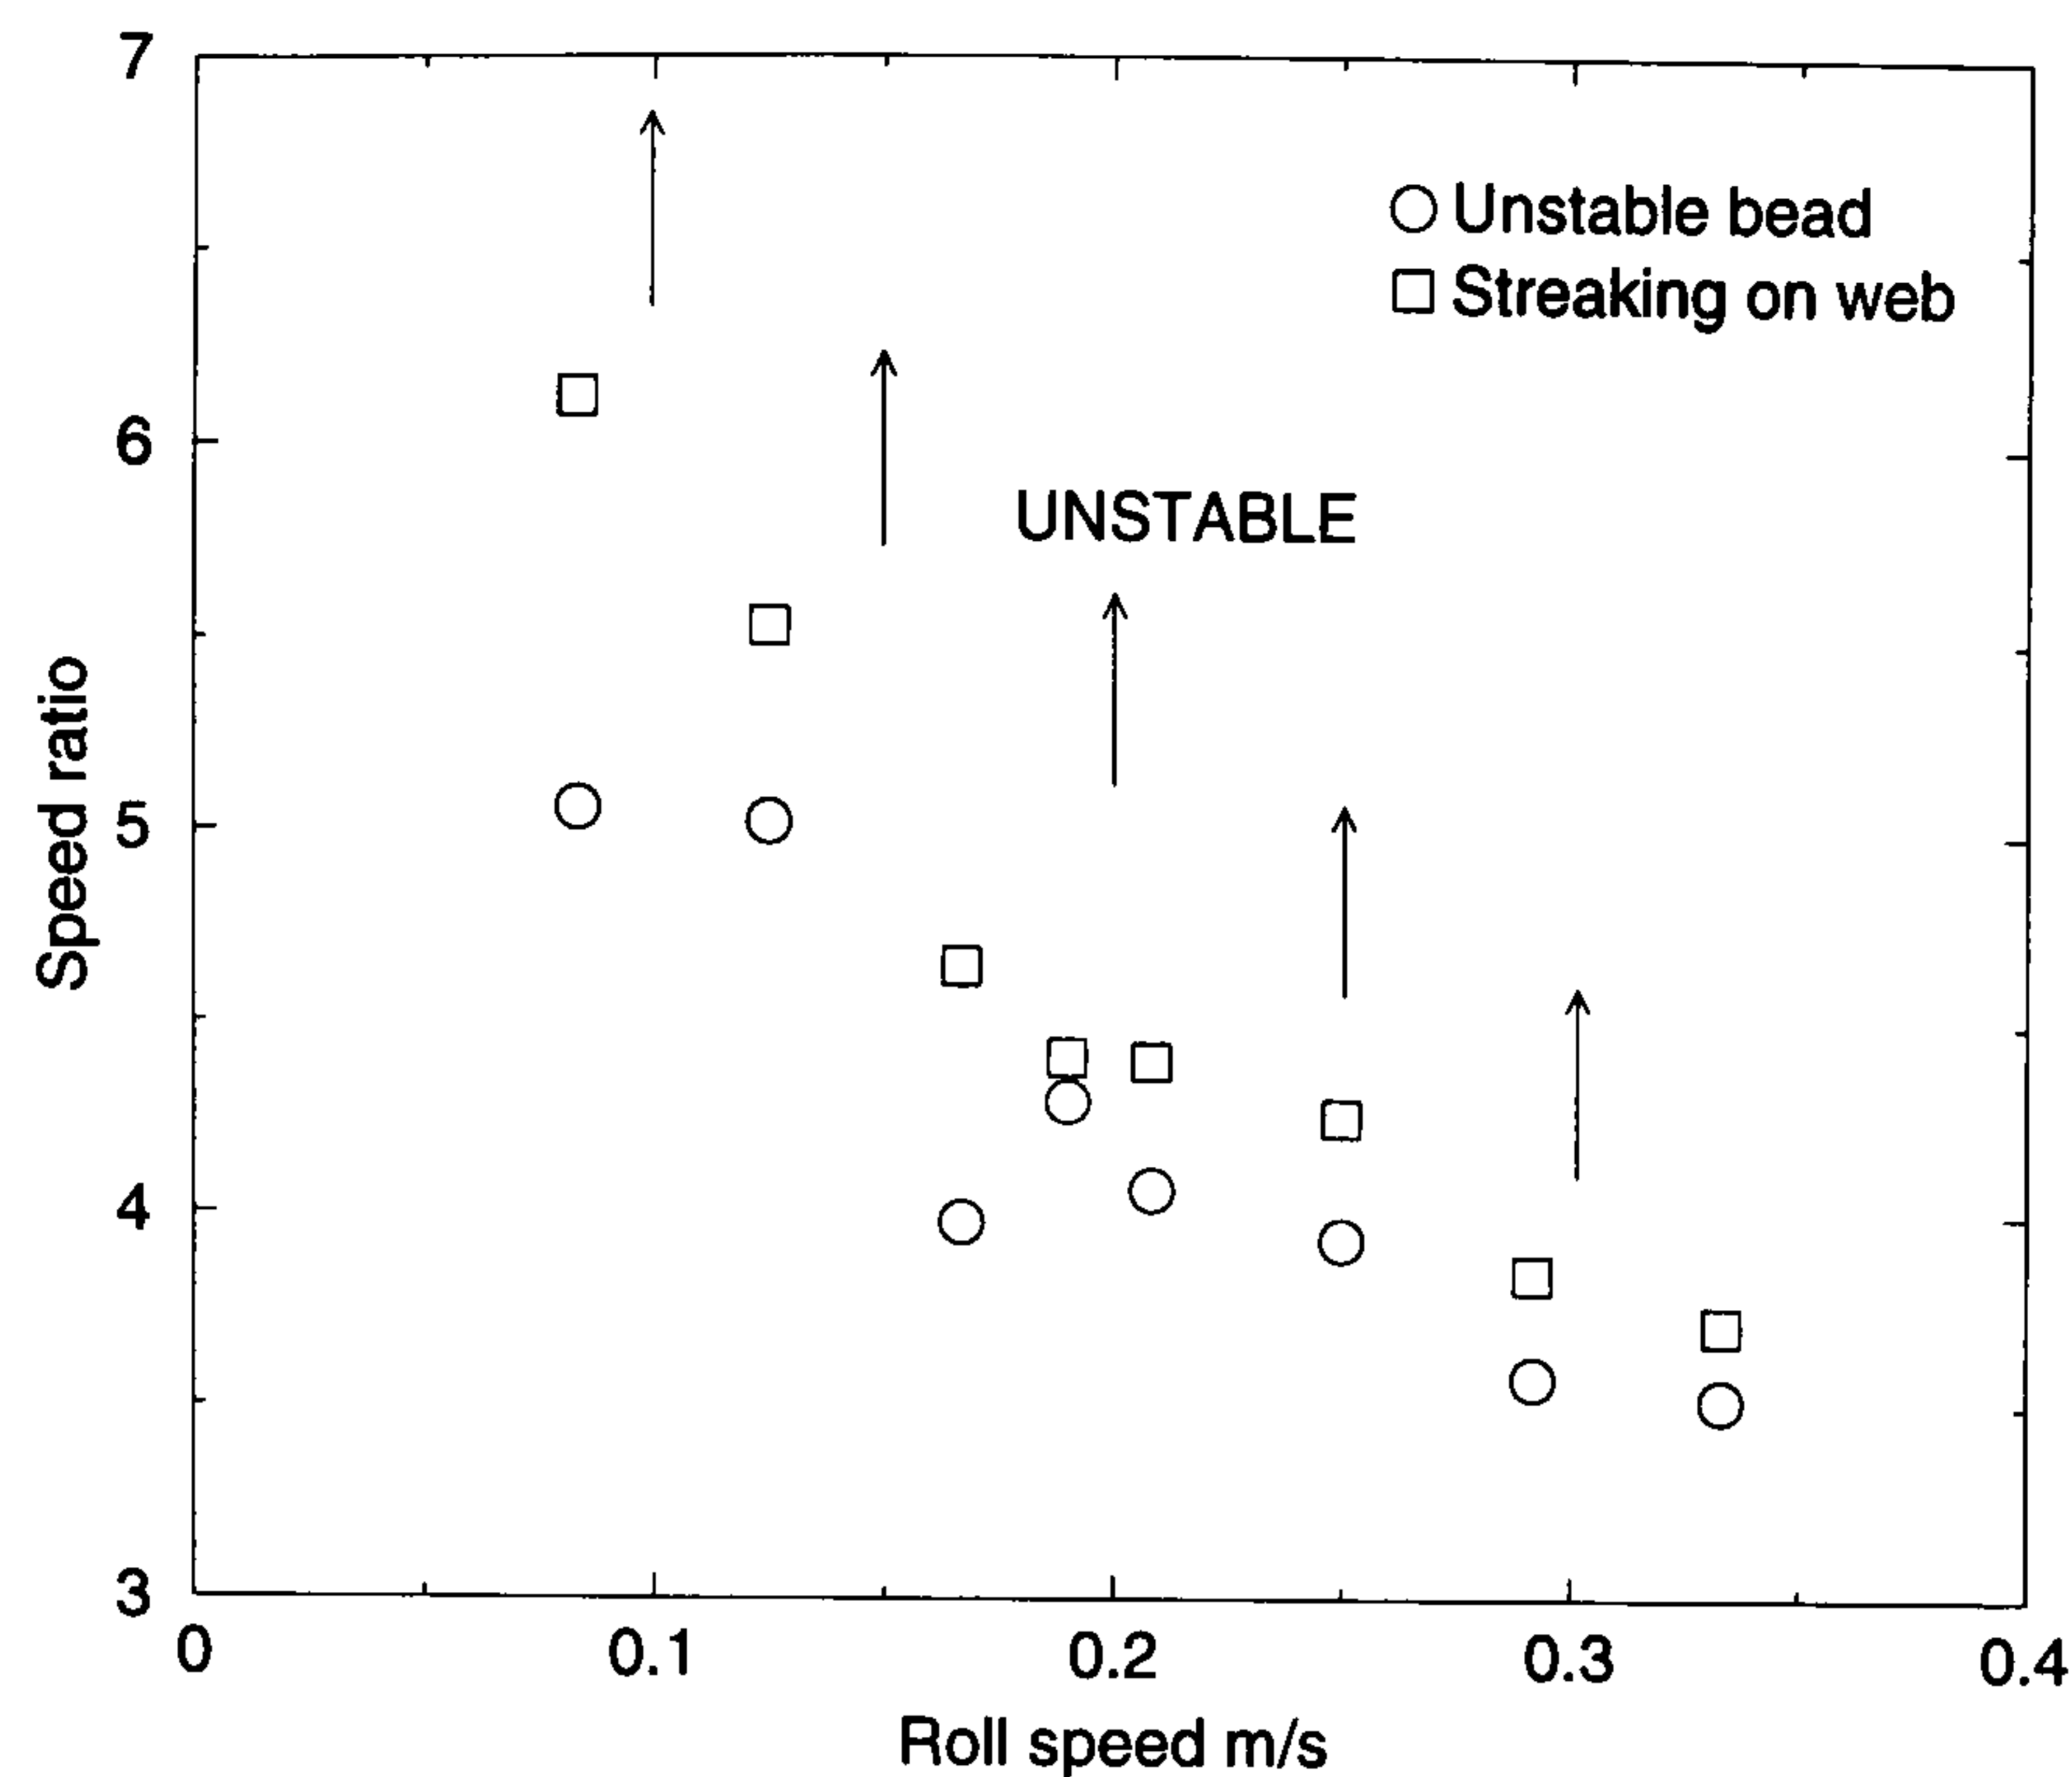 7
Unstable bead
Streaking on web
6
UNSTABLE
Speed ratio
5
4
3
0 0.1 0.2 0.3 0.4
Roll speed m/s